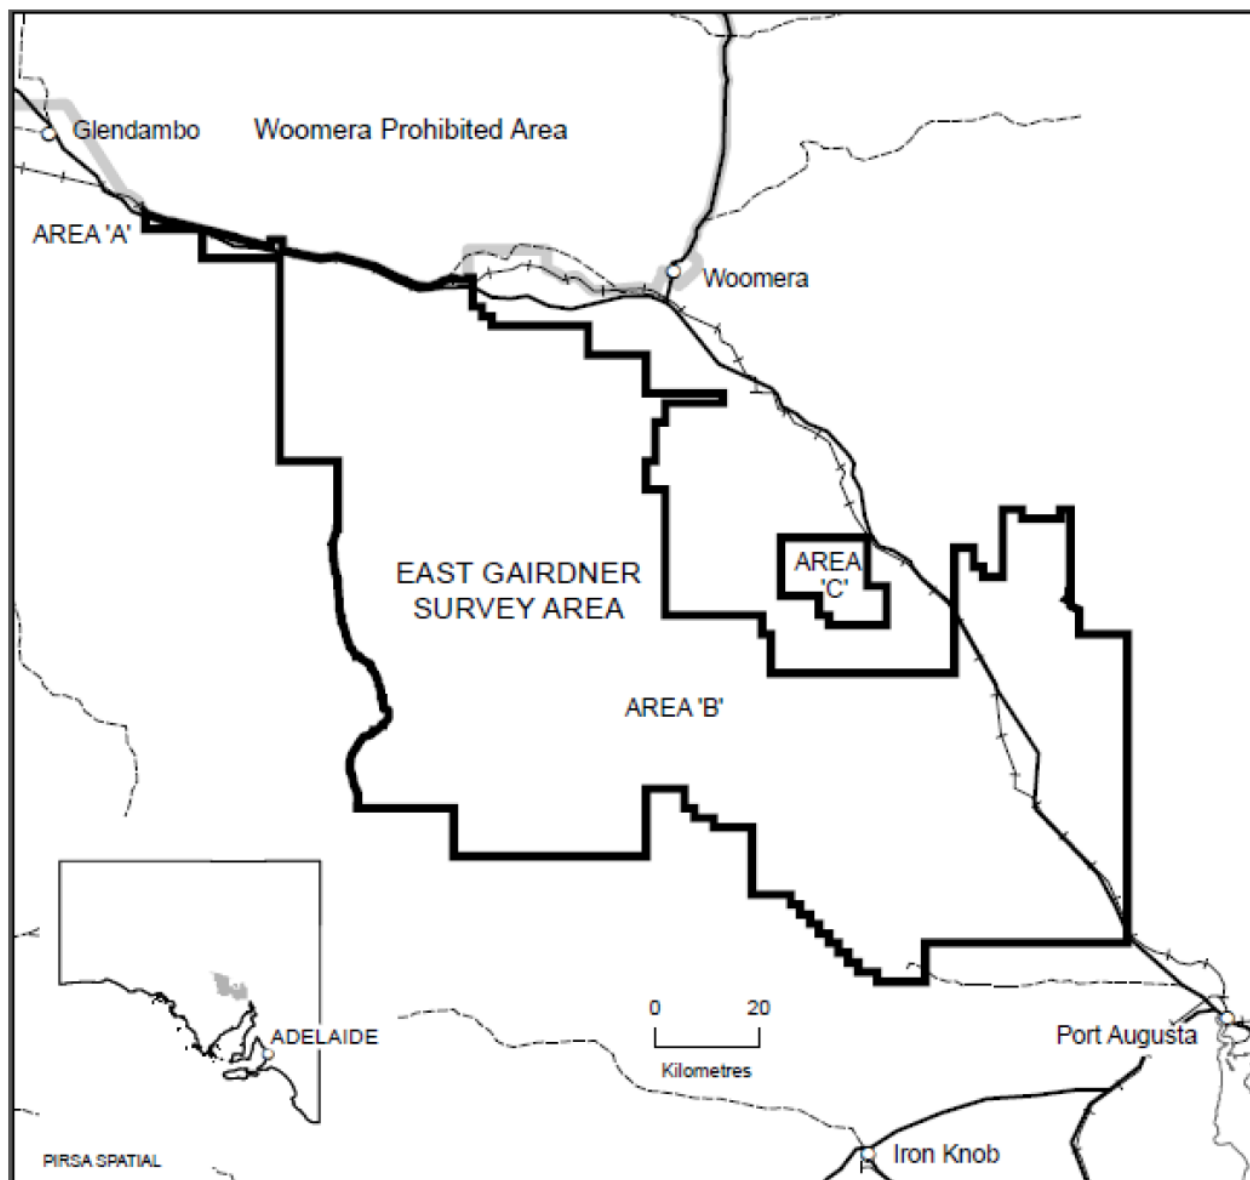 Glendambo
Woomera Prohibited Area
AREA 'A'
Woomera
EAST GAIRDNER
SURVEY AREA
AREA
'C'
AREA 'B'
0 20
Kilometres
ADELAIDE
Port Augusta
Iron Knob
PIRSA SPATIAL